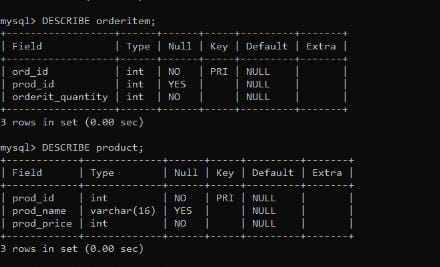 mysql> DESCRIBE orderitem;
+------------------+------+------+-----+---------+-------+
| Field            | Type | Null | Key | Default | Extra |
+------------------+------+------+-----+---------+-------+
| ord_id           | int  | NO   | PRI | NULL    |       |
| prod_id          | int  | YES  |     | NULL    |       |
| orderit_quantity | int  | NO   |     | NULL    |       |
+------------------+------+------+-----+---------+-------+
3 rows in set (0.00 sec)
mysql> DESCRIBE product;
+------------+-------------+------+-----+---------+-------+
| Field      | Type        | Null | Key | Default | Extra |
+------------+-------------+------+-----+---------+-------+
| prod_id    | int         | NO   | PRI | NULL    |       |
| prod_name  | varchar(16) | YES  |     | NULL    |       |
| prod_price | int         | NO   |     | NULL    |       |
+------------+-------------+------+-----+---------+-------+
3 rows in set (0.00 sec)